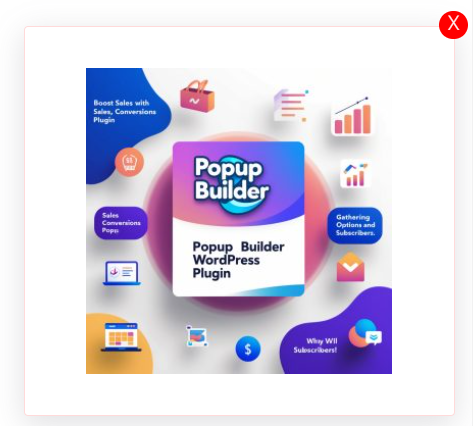 X
Boost Sales with
Sales, Conversions
Plugin
Popup
Builder
Sales
Conversions
Popup
Gathering
Options and
Subscribers.
Popup Builder
WordPress
Plugin
$
Why WII
Subscribers!